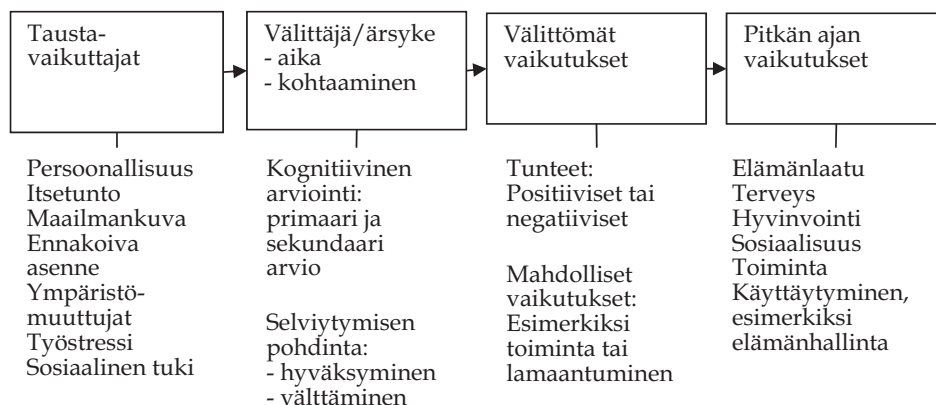 Tausta-
vaikuttajat
Välittäjä/ärsyke
- aika
- kohtaaminen
Välittömät
vaikutukset
Pitkän ajan
vaikutukset
Persoonallisuus
Itsetunto
Maailmankuva
Ennakoiva
asenne
Ympäristö-
muuttujat
Työstressi
Sosiaalinen tuki
Kognitiivinen
arviointi:
primaari ja
sekundaari
arvio
Selviytymisen
pohdinta:
- hyväksyminen
- välttäminen
Tunteet:
Positiiviset tai
negatiiviset
Mahdolliset
vaikutukset:
Esimerkiksi
toiminta tai
lamaantuminen
Elämänlaatu
Terveys
Hyvinvointi
Sosiaalisuus
Toiminta
Käyttäytyminen,
esimerkiksi
elämänhallinta